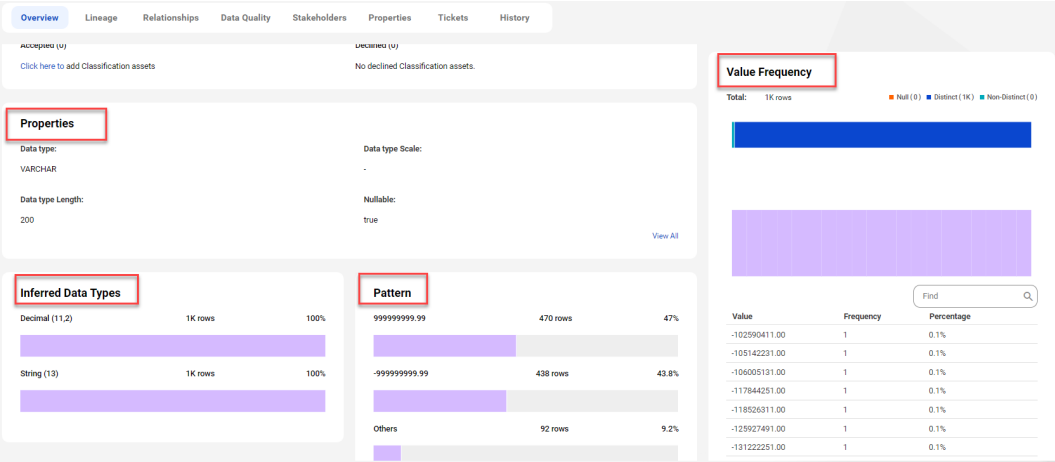 Overview Lineage Relationships Data Quality Stakeholders Properties Tickets History
Accepted (0) Declined (0)
Click here to add Classification assets No declined Classification assets.
Properties
Data type: Data type Scale:
VARCHAR -
Data type Length: Nullable:
200 true
View All
Inferred Data Types
Decimal (11,2) 1K rows 100%
String (13) 1K rows 100%
Pattern
999999999.99 470 rows 47%
-999999999.99 438 rows 43.8%
Others 92 rows 9.2%
Value Frequency
Total: 1K rows Null ( 0 ) Distinct ( 1K ) Non-Distinct ( 0 )
Find
Value Frequency Percentage
-102590411.00 1 0.1%
-105142231.00 1 0.1%
-106005131.00 1 0.1%
-117844251.00 1 0.1%
-118526311.00 1 0.1%
-125927491.00 1 0.1%
-131222251.00 1 0.1%